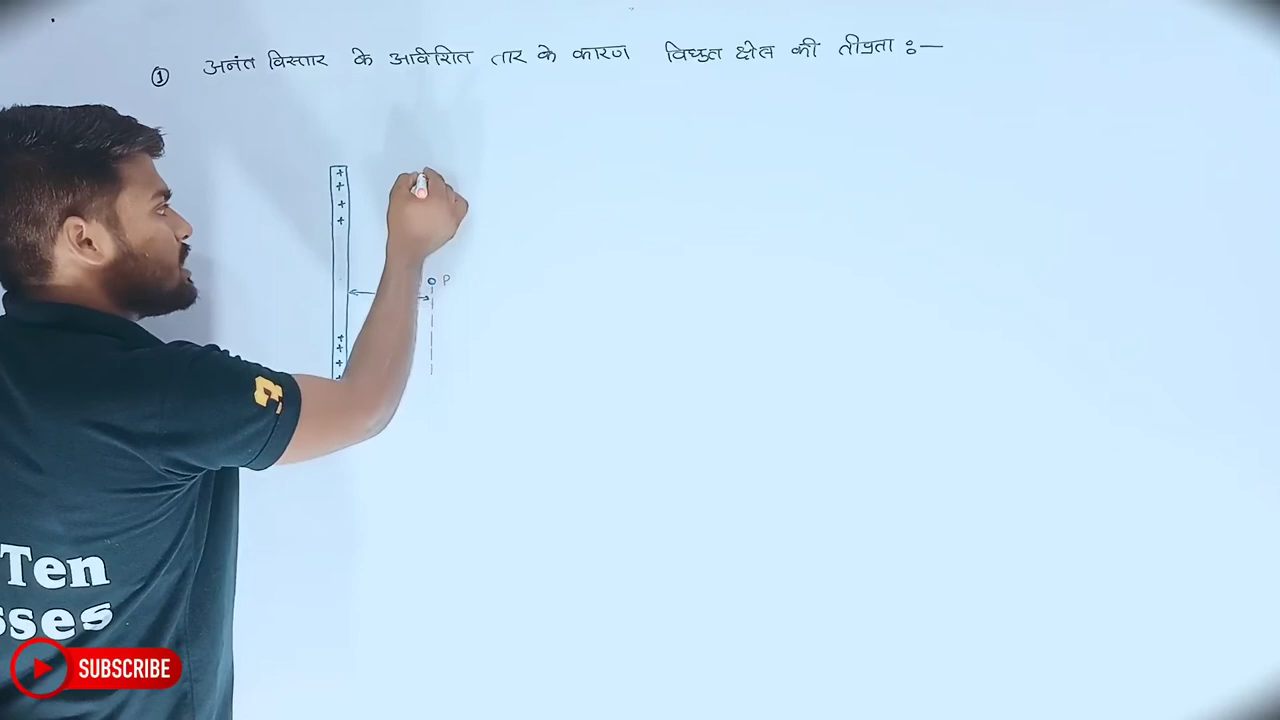 ① अनंत विस्तार के आवेशित तार के कारण विधुत क्षेत्र की तीव्रता :—
+
+
+
+
P
+
+
+
Ten
sses
SUBSCRIBE